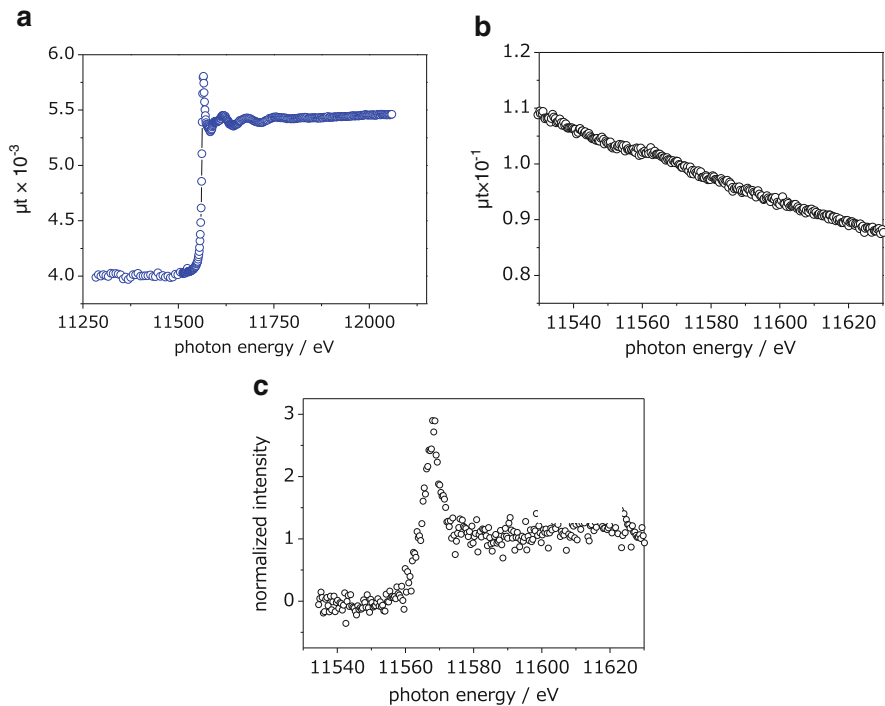 a
6.0
5.5
5.0
4.5
4.0
µt × 10⁻³
11250 11500 11750 12000
photon energy / eV
b
1.2
1.1
1.0
0.9
0.8
µt×10⁻¹
11540 11560 11580 11600 11620
photon energy / eV
c
3
2
1
0
normalized intensity
11540 11560 11580 11600 11620
photon energy / eV